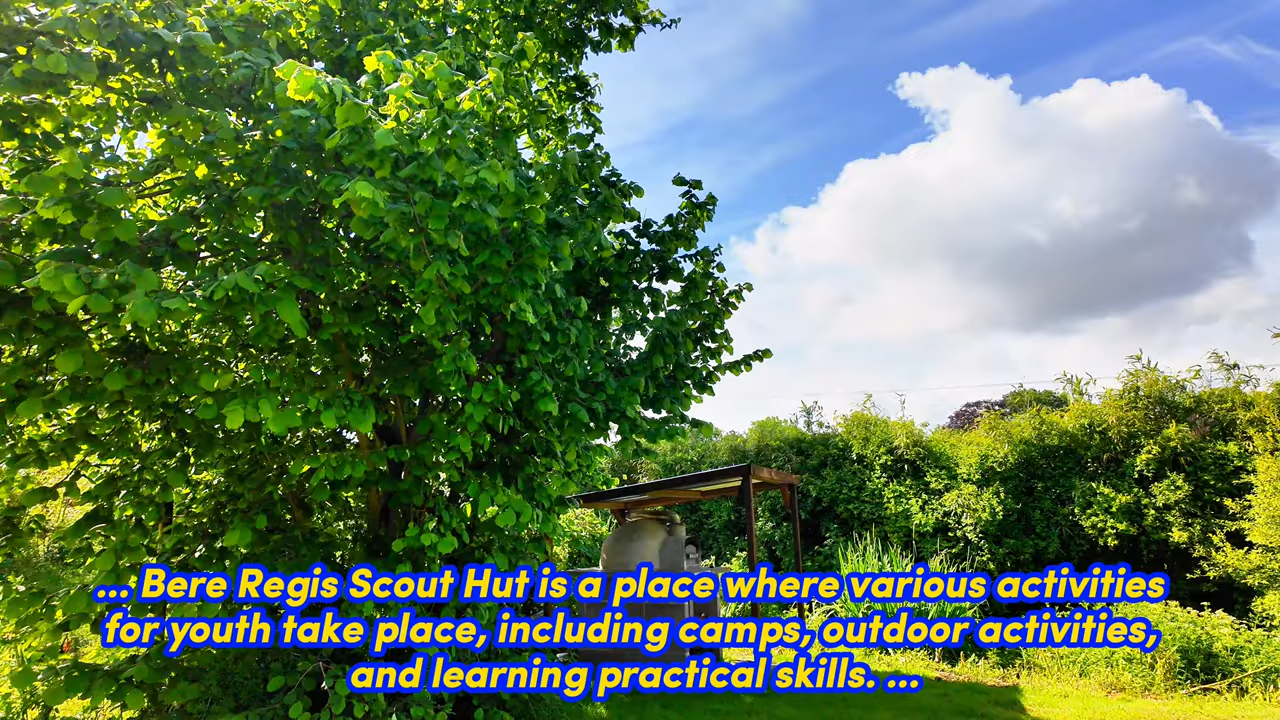 ... Bere Regis Scout Hut is a place where various activities
for youth take place, including camps, outdoor activities,
and learning practical skills. ...